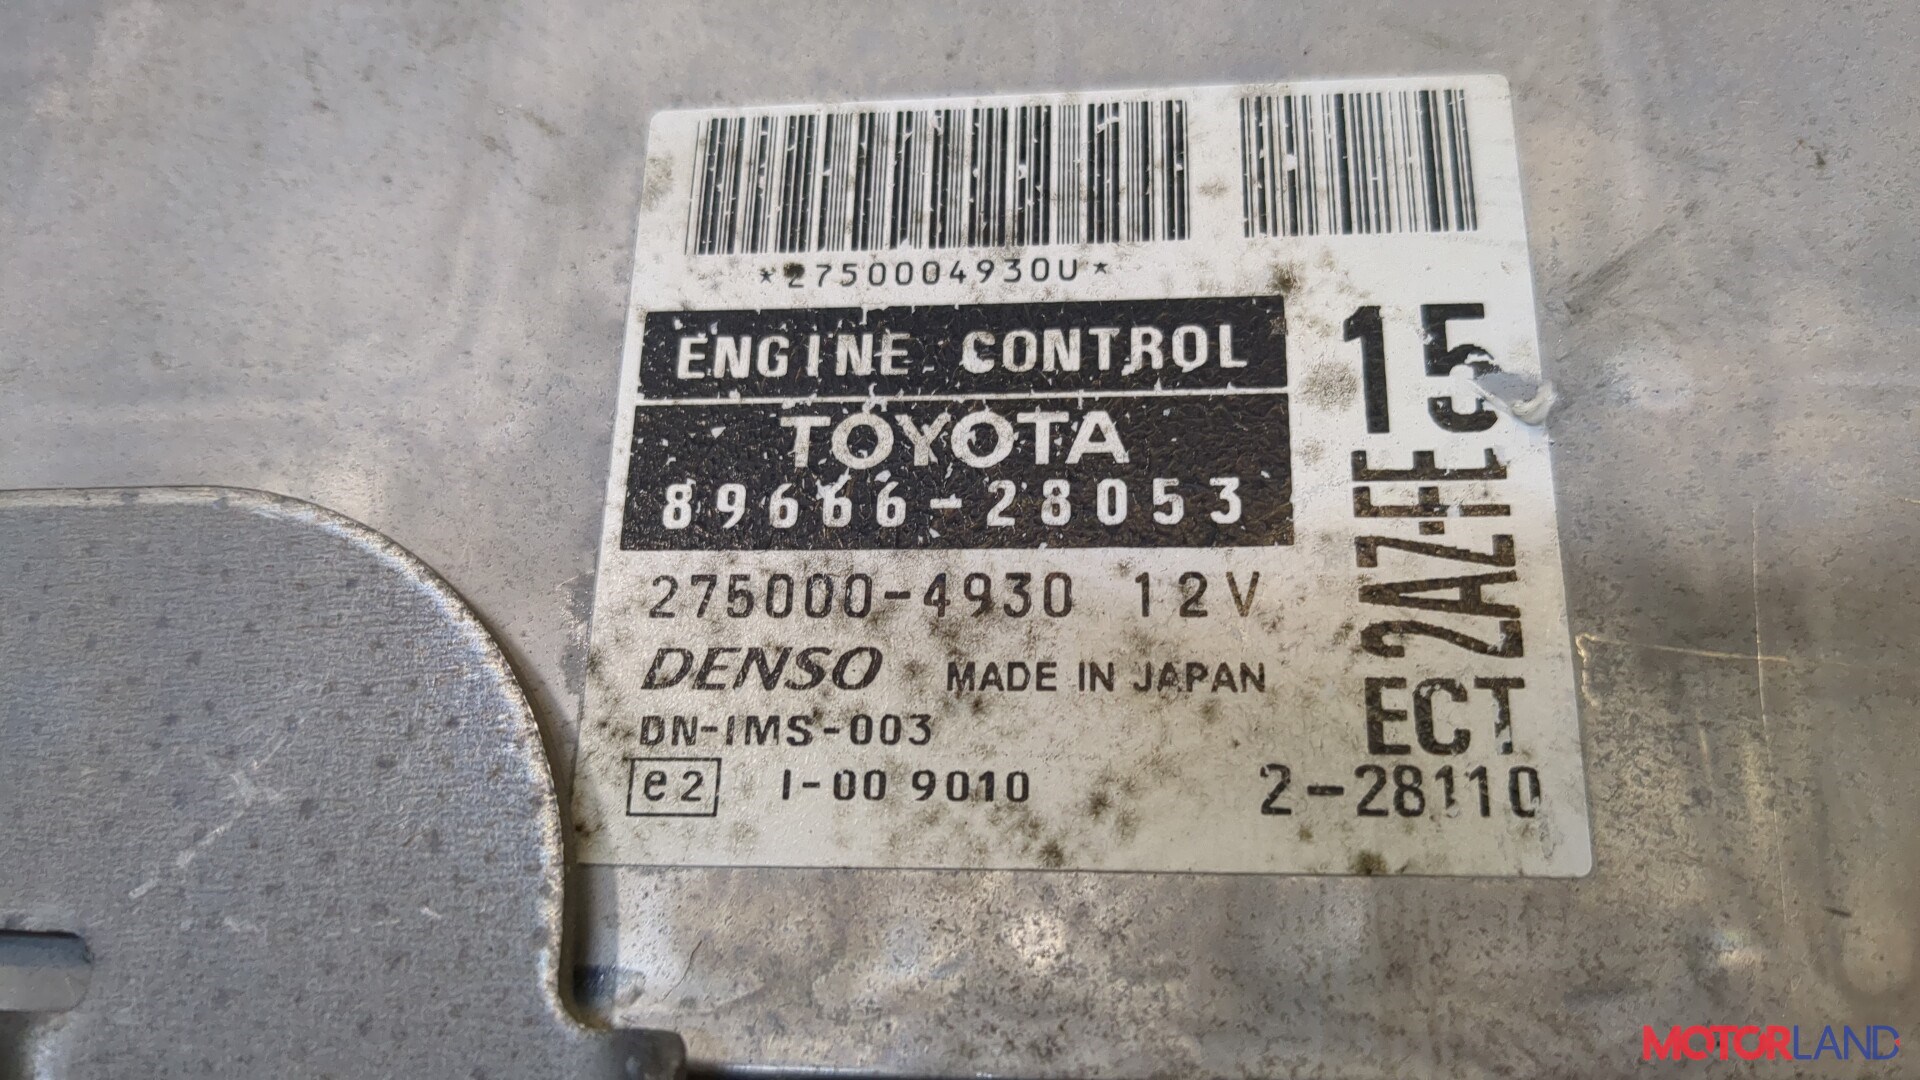 *2750004930U*
ENGINE CONTROL
TOYOTA
89666-28053
275000-4930 12V
DENSO MADE IN JAPAN
DN-IMS-003
e2 I-00 9010
15
2AZ-FE
ECT
2-28110
MOTORLAND